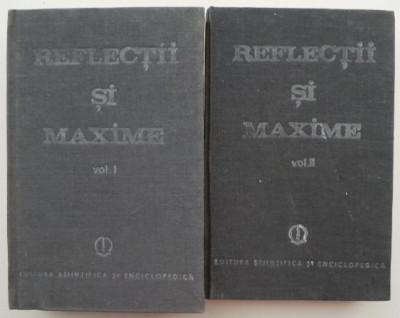 REFLECȚII
ȘI
MAXIME
vol. I
EDITURA ȘTIINȚIFICĂ ȘI ENCICLOPEDICĂ
REFLECȚII
ȘI
MAXIME
vol. II
EDITURA ȘTIINȚIFICĂ ȘI ENCICLOPEDICĂ